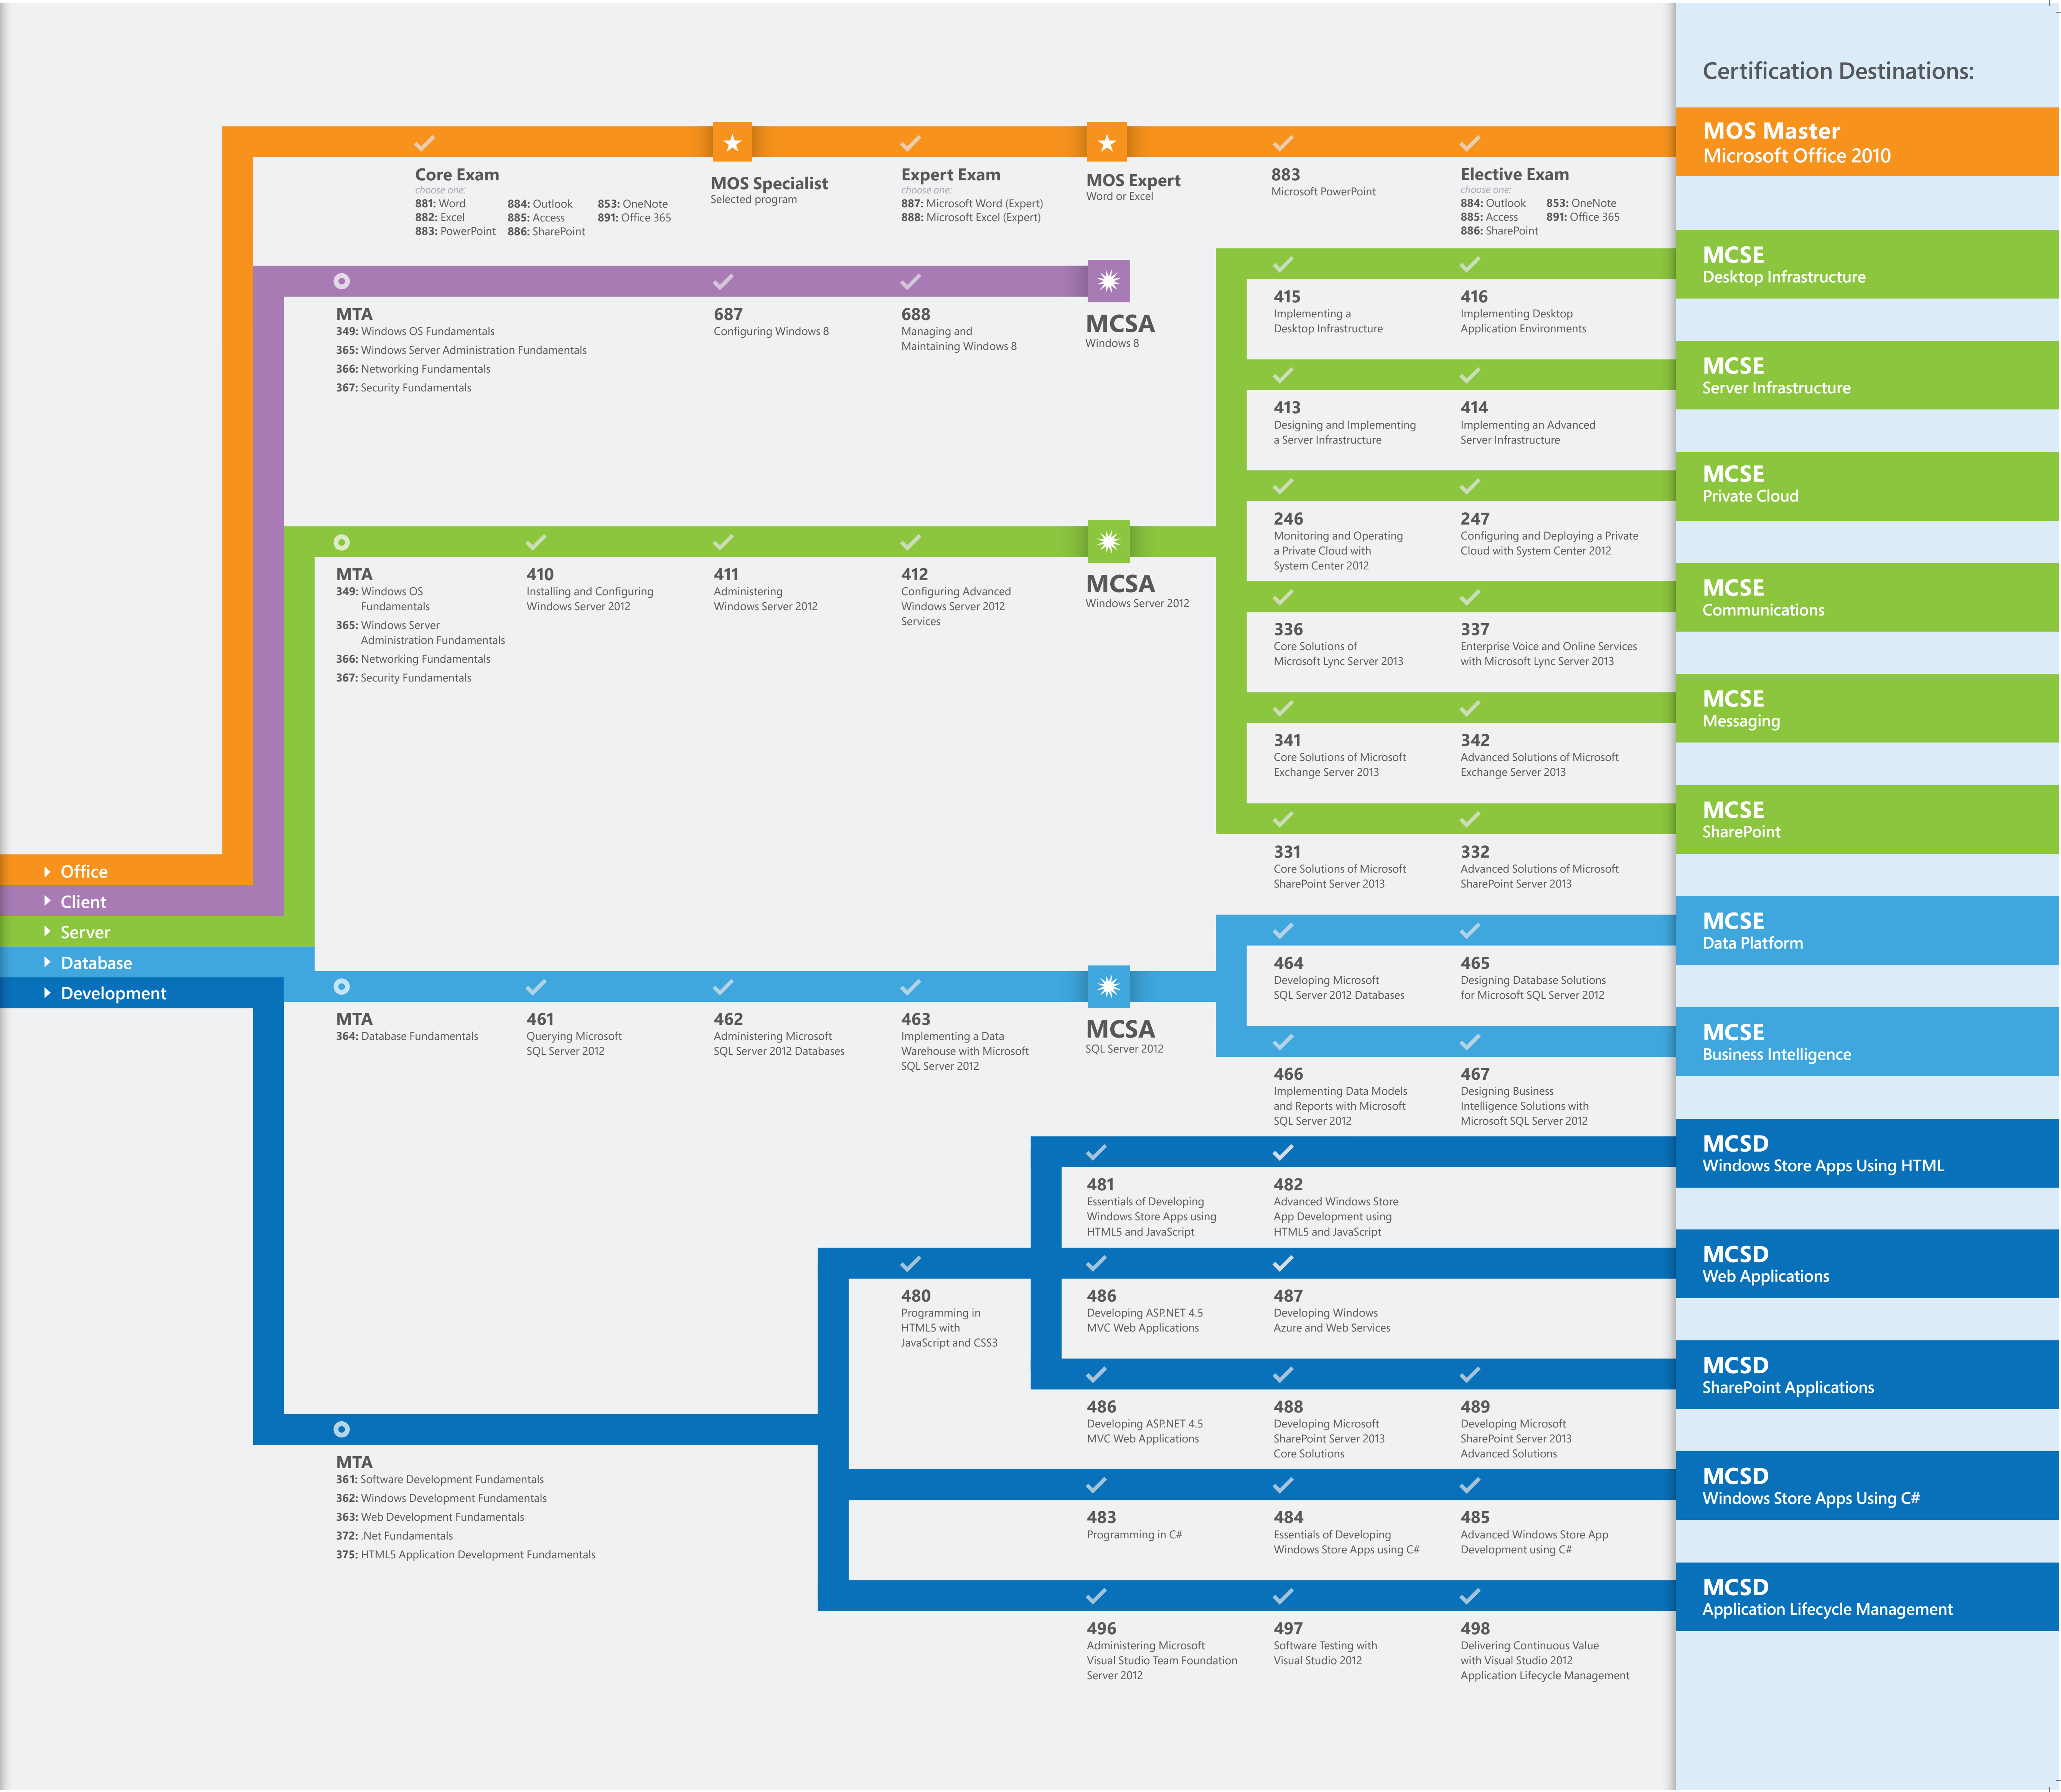 Certification Destinations:
MOS Master
Microsoft Office 2010
Core Exam
choose one:
881: Word
882: Excel
883: PowerPoint
884: Outlook
885: Access
886: SharePoint
853: OneNote
891: Office 365
MOS Specialist
Selected program
Expert Exam
choose one:
887: Microsoft Word (Expert)
888: Microsoft Excel (Expert)
MOS Expert
Word or Excel
883
Microsoft PowerPoint
Elective Exam
choose one:
884: Outlook
885: Access
886: SharePoint
853: OneNote
891: Office 365
MTA
349: Windows OS Fundamentals
365: Windows Server Administration Fundamentals
366: Networking Fundamentals
367: Security Fundamentals
687
Configuring Windows 8
688
Managing and
Maintaining Windows 8
MCSA
Windows 8
415
Implementing a
Desktop Infrastructure
416
Implementing Desktop
Application Environments
MCSE
Desktop Infrastructure
413
Designing and Implementing
a Server Infrastructure
414
Implementing an Advanced
Server Infrastructure
MCSE
Server Infrastructure
246
Monitoring and Operating
a Private Cloud with
System Center 2012
247
Configuring and Deploying a Private
Cloud with System Center 2012
MCSE
Private Cloud
MTA
349: Windows OS
Fundamentals
365: Windows Server
Administration Fundamentals
366: Networking Fundamentals
367: Security Fundamentals
410
Installing and Configuring
Windows Server 2012
411
Administering
Windows Server 2012
412
Configuring Advanced
Windows Server 2012
Services
MCSA
Windows Server 2012
336
Core Solutions of
Microsoft Lync Server 2013
337
Enterprise Voice and Online Services
with Microsoft Lync Server 2013
MCSE
Communications
341
Core Solutions of Microsoft
Exchange Server 2013
342
Advanced Solutions of Microsoft
Exchange Server 2013
MCSE
Messaging
331
Core Solutions of Microsoft
SharePoint Server 2013
332
Advanced Solutions of Microsoft
SharePoint Server 2013
MCSE
SharePoint
Office
Client
Server
Database
Development
MTA
364: Database Fundamentals
461
Querying Microsoft
SQL Server 2012
462
Administering Microsoft
SQL Server 2012 Databases
463
Implementing a Data
Warehouse with Microsoft
SQL Server 2012
MCSA
SQL Server 2012
464
Developing Microsoft
SQL Server 2012 Databases
465
Designing Database Solutions
for Microsoft SQL Server 2012
MCSE
Data Platform
466
Implementing Data Models
and Reports with Microsoft
SQL Server 2012
467
Designing Business
Intelligence Solutions with
Microsoft SQL Server 2012
MCSE
Business Intelligence
481
Essentials of Developing
Windows Store Apps using
HTML5 and JavaScript
482
Advanced Windows Store
App Development using
HTML5 and JavaScript
MCSD
Windows Store Apps Using HTML
480
Programming in
HTML5 with
JavaScript and CSS3
486
Developing ASP.NET 4.5
MVC Web Applications
487
Developing Windows
Azure and Web Services
MCSD
Web Applications
486
Developing ASP.NET 4.5
MVC Web Applications
488
Developing Microsoft
SharePoint Server 2013
Core Solutions
489
Developing Microsoft
SharePoint Server 2013
Advanced Solutions
MCSD
SharePoint Applications
MTA
361: Software Development Fundamentals
362: Windows Development Fundamentals
363: Web Development Fundamentals
372: .Net Fundamentals
375: HTML5 Application Development Fundamentals
483
Programming in C#
484
Essentials of Developing
Windows Store Apps using C#
485
Advanced Windows Store App
Development using C#
MCSD
Windows Store Apps Using C#
496
Administering Microsoft
Visual Studio Team Foundation
Server 2012
497
Software Testing with
Visual Studio 2012
498
Delivering Continuous Value
with Visual Studio 2012
Application Lifecycle Management
MCSD
Application Lifecycle Management